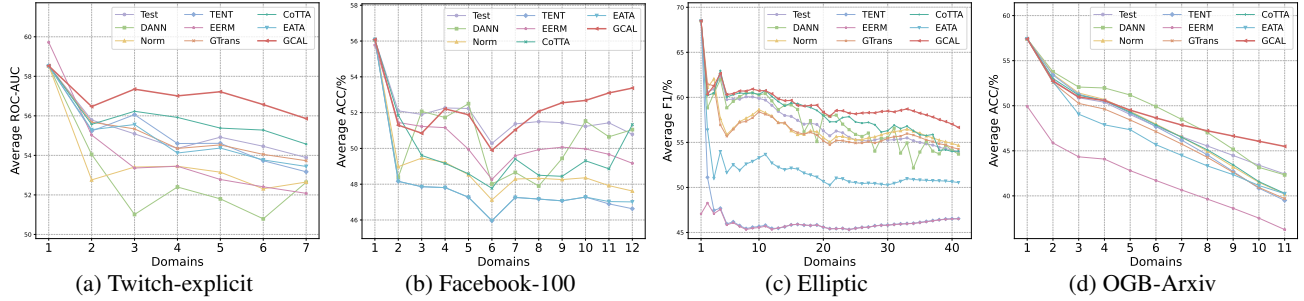 Test TENT CoTTA
DANN EERM EATA
Norm GTrans GCAL
Average ROC-AUC
60
58
56
54
52
50
1 2 3 4 5 6 7
Domains
(a) Twitch-explicit
Test TENT EATA
DANN EERM GCAL
Norm CoTTA
Average ACC/%
58
56
54
52
50
48
46
1 2 3 4 5 6 7 8 9 10 11 12
Domains
(b) Facebook-100
Test TENT CoTTA
DANN EERM EATA
Norm GTrans GCAL
Average F1/%
70
65
60
55
50
45
1 10 20 30 40
Domains
(c) Elliptic
Test TENT CoTTA
DANN EERM EATA
Norm GTrans GCAL
Average ACC/%
60
50
40
1 2 3 4 5 6 7 8 9 10 11
Domains
(d) OGB-Arxiv